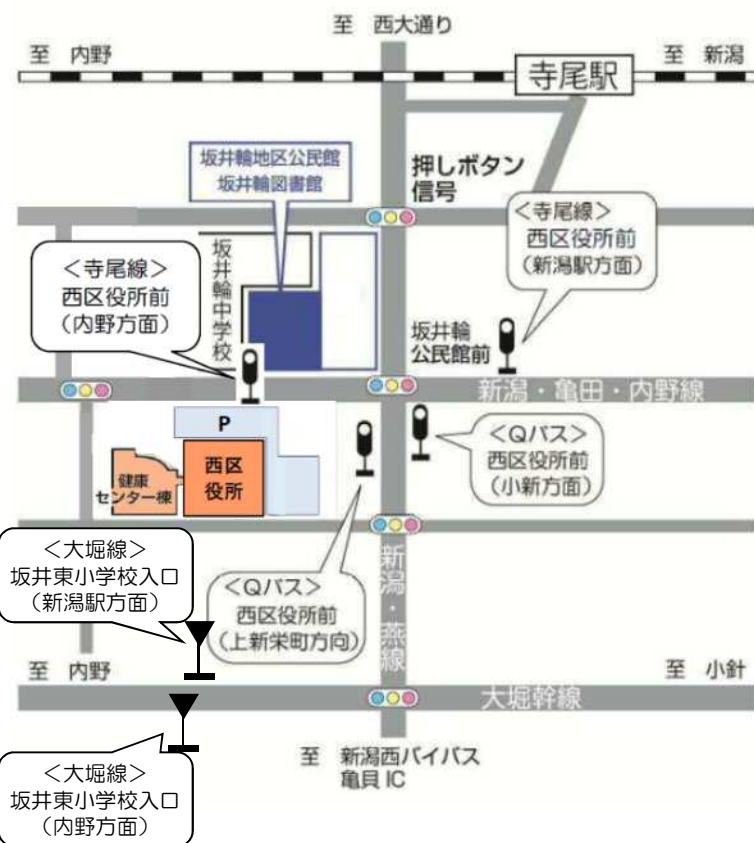 至 西大通り
至 内野
至 新潟
寺尾駅
坂井輪地区公民館
坂井輪図書館
押しボタン
信号
＜寺尾線＞
西区役所前
（新潟駅方面）
＜寺尾線＞
西区役所前
（内野方面）
坂井輪中学校
坂井輪
公民館前
新潟・亀田・内野線
P
西区
役所
健康
センター棟
＜Qバス＞
西区役所前
（小新方面）
＜大堀線＞
坂井東小学校入口
（新潟駅方面）
＜Qバス＞
西区役所前
（上新栄町方向）
新潟・燕線
至 内野
至 小針
大堀幹線
至 新潟西バイパス
亀貝 IC
＜大堀線＞
坂井東小学校入口
（内野方面）